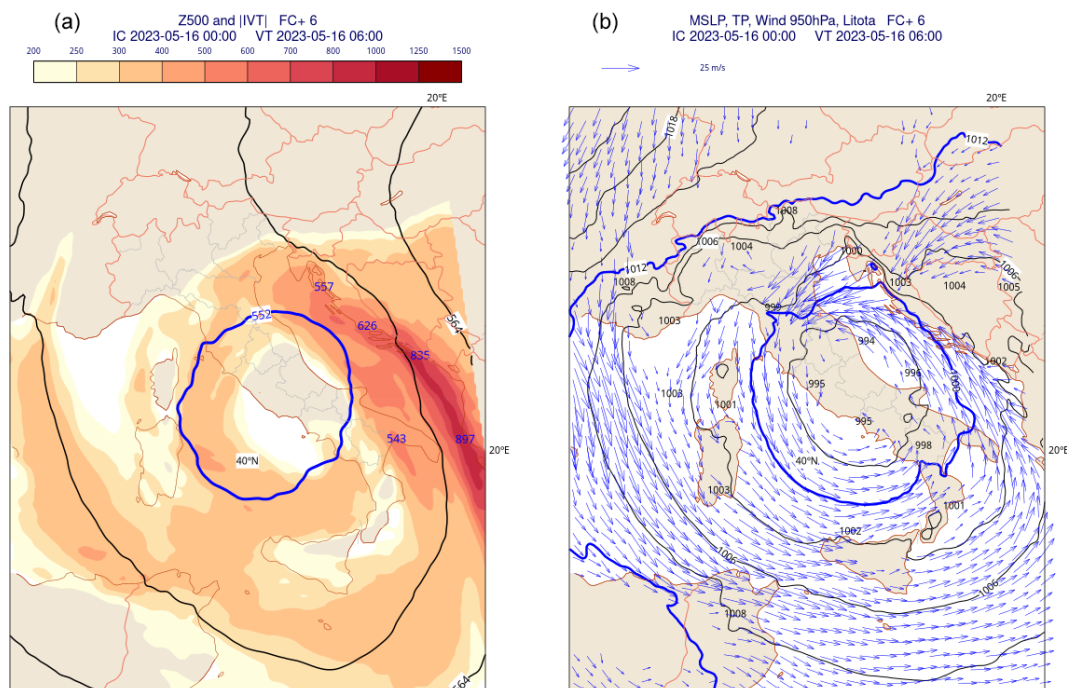 (a)
Z500 and |IVT| FC+ 6
IC 2023-05-16 00:00 VT 2023-05-16 06:00
200 250 300 400 500 600 700 800 900 1000 1250 1500
20°E
557
552
626
564
835
543
897
40°N
20°E
564
(b)
MSLP, TP, Wind 950hPa, Litota FC+ 6
IC 2023-05-16 00:00 VT 2023-05-16 06:00
25 m/s
20°E
1018
1012
1008
1006
1004
1000
1012
1008
1003
1004
1006
1005
999
1003
994
1002
996
995
1003
1000
1001
995
998
40°N
20°E
1003
1001
1002
1006
1006
1008